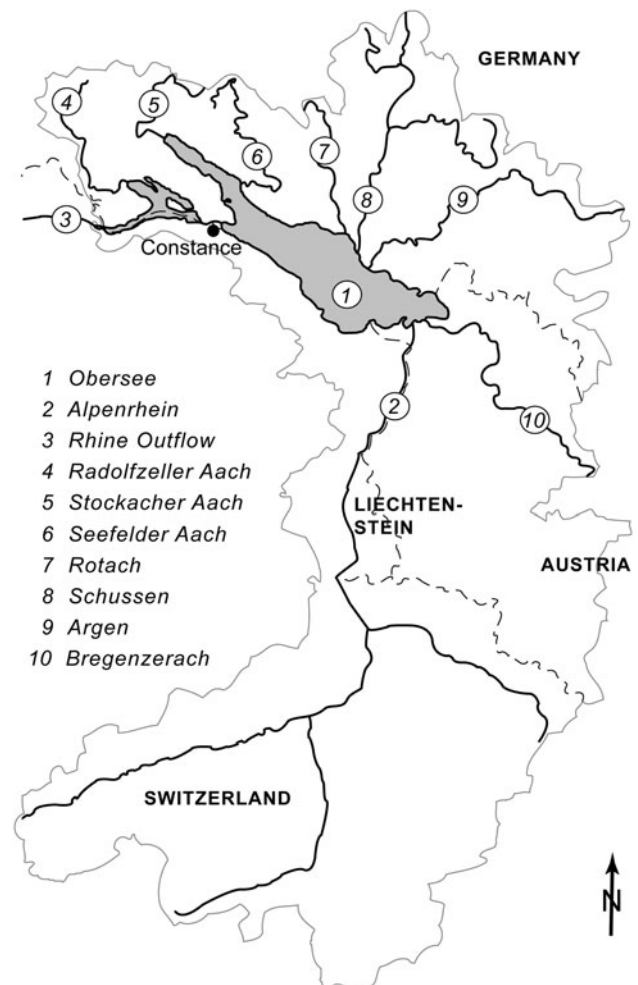 GERMANY
4
5
6
7
8
9
3
Constance
1
2
10
1 Obersee
2 Alpenrhein
3 Rhine Outflow
4 Radolfzeller Aach
5 Stockacher Aach
6 Seefelder Aach
7 Rotach
8 Schussen
9 Argen
10 Bregenzerach
LIECHTEN-
STEIN
AUSTRIA
SWITZERLAND
N